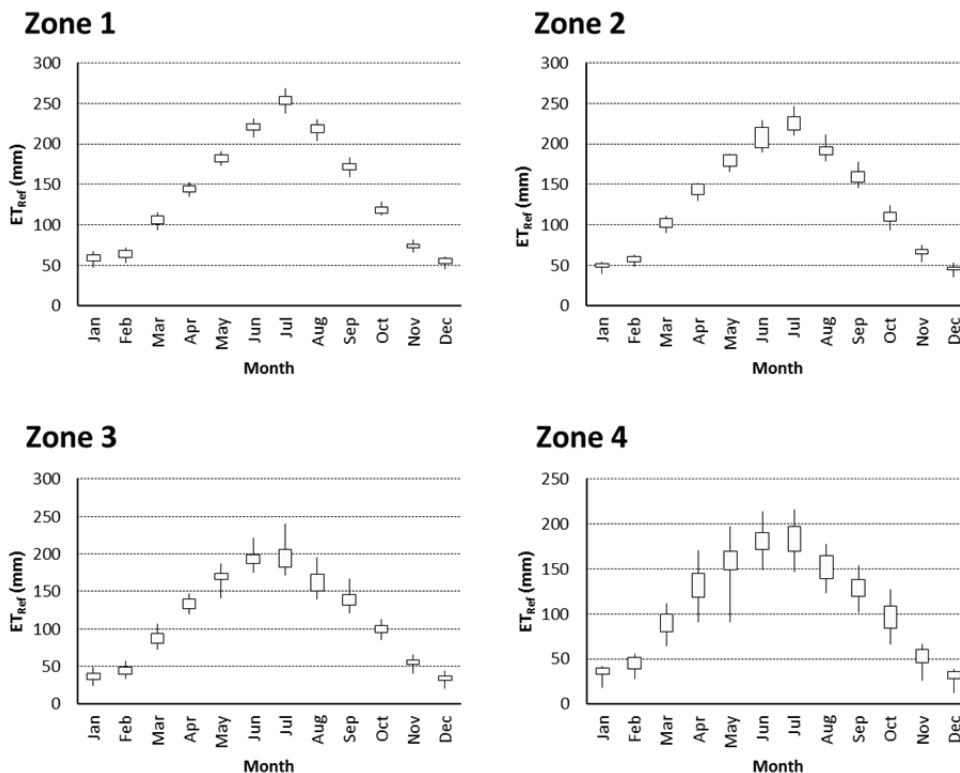 Zone 1
300
250
200
150
100
50
0
ET_Ref (mm)
Jan
Feb
Mar
Apr
May
Jun
Jul
Aug
Sep
Oct
Nov
Dec
Month
Zone 2
300
250
200
150
100
50
0
ET_Ref (mm)
Jan
Feb
Mar
Apr
May
Jun
Jul
Aug
Sep
Oct
Nov
Dec
Month
Zone 3
300
250
200
150
100
50
0
ET_Ref (mm)
Jan
Feb
Mar
Apr
May
Jun
Jul
Aug
Sep
Oct
Nov
Dec
Month
Zone 4
250
200
150
100
50
0
ET_Ref (mm)
Jan
Feb
Mar
Apr
May
Jun
Jul
Aug
Sep
Oct
Nov
Dec
Month